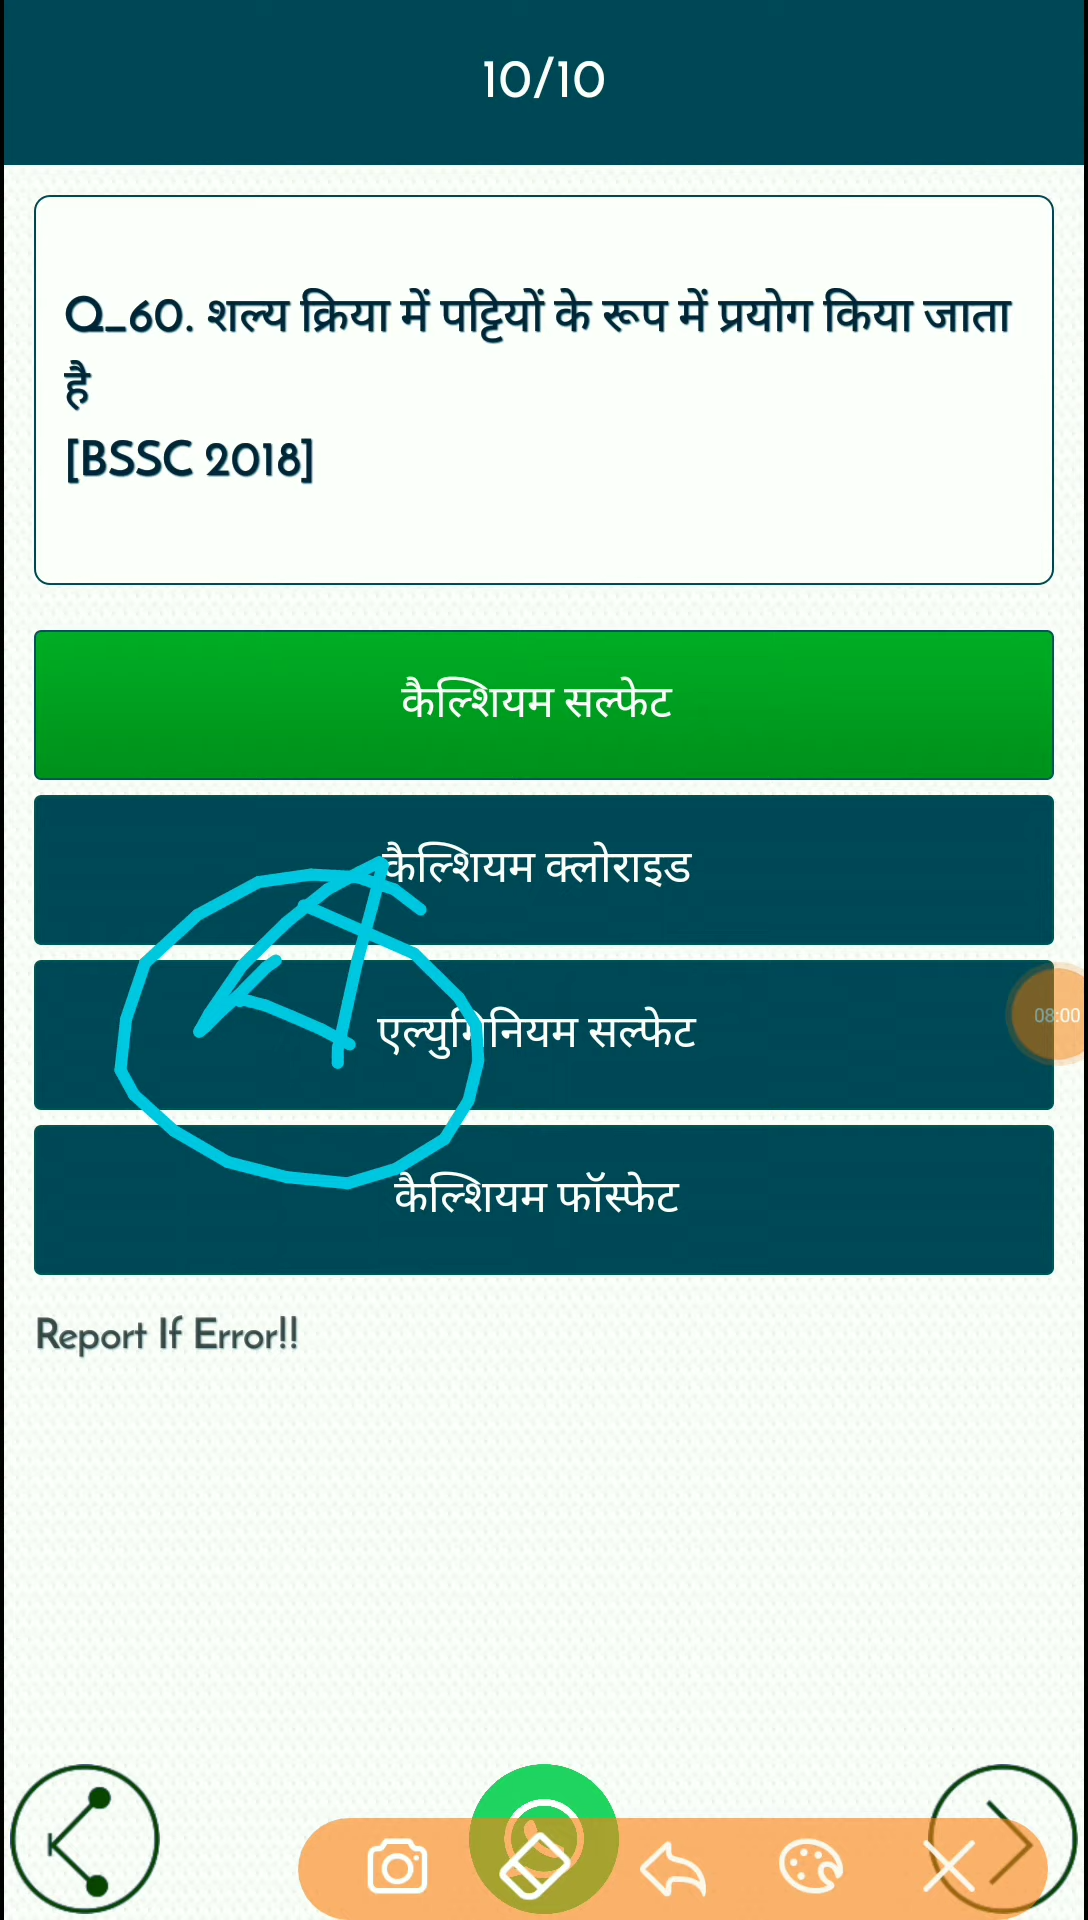 10/10
Q_60. शल्य क्रिया में पट्टियों के रूप में प्रयोग किया जाता
है
[BSSC 2018]
कैल्शियम सल्फेट
कैल्शियम क्लोराइड
A
एल्युमिनियम सल्फेट
08:00
कैल्शियम फॉस्फेट
Report If Error!!